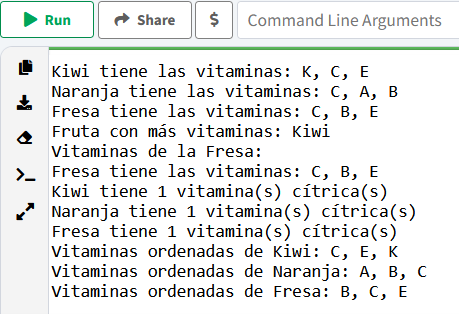 Run Share $ Command Line Arguments
Kiwi tiene las vitaminas: K, C, E
Naranja tiene las vitaminas: C, A, B
Fresa tiene las vitaminas: C, B, E
Fruta con más vitaminas: Kiwi
Vitaminas de la Fresa:
Fresa tiene las vitaminas: C, B, E
Kiwi tiene 1 vitamina(s) cítrica(s)
Naranja tiene 1 vitamina(s) cítrica(s)
Fresa tiene 1 vitamina(s) cítrica(s)
Vitaminas ordenadas de Kiwi: C, E, K
Vitaminas ordenadas de Naranja: A, B, C
Vitaminas ordenadas de Fresa: B, C, E